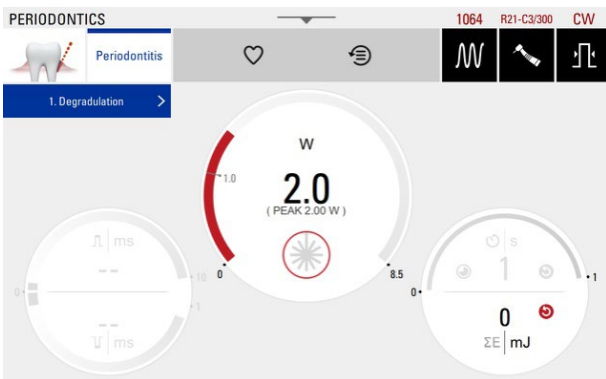 PERIODONTICS
1064 R21-C3/300 CW
Periodontitis
1. Degradulation
W
1.0
2.0
( PEAK 2.00 W )
0 8.5
ms
--
10
0
1
--
ms
s
1
0 1
0
ΣE mJ